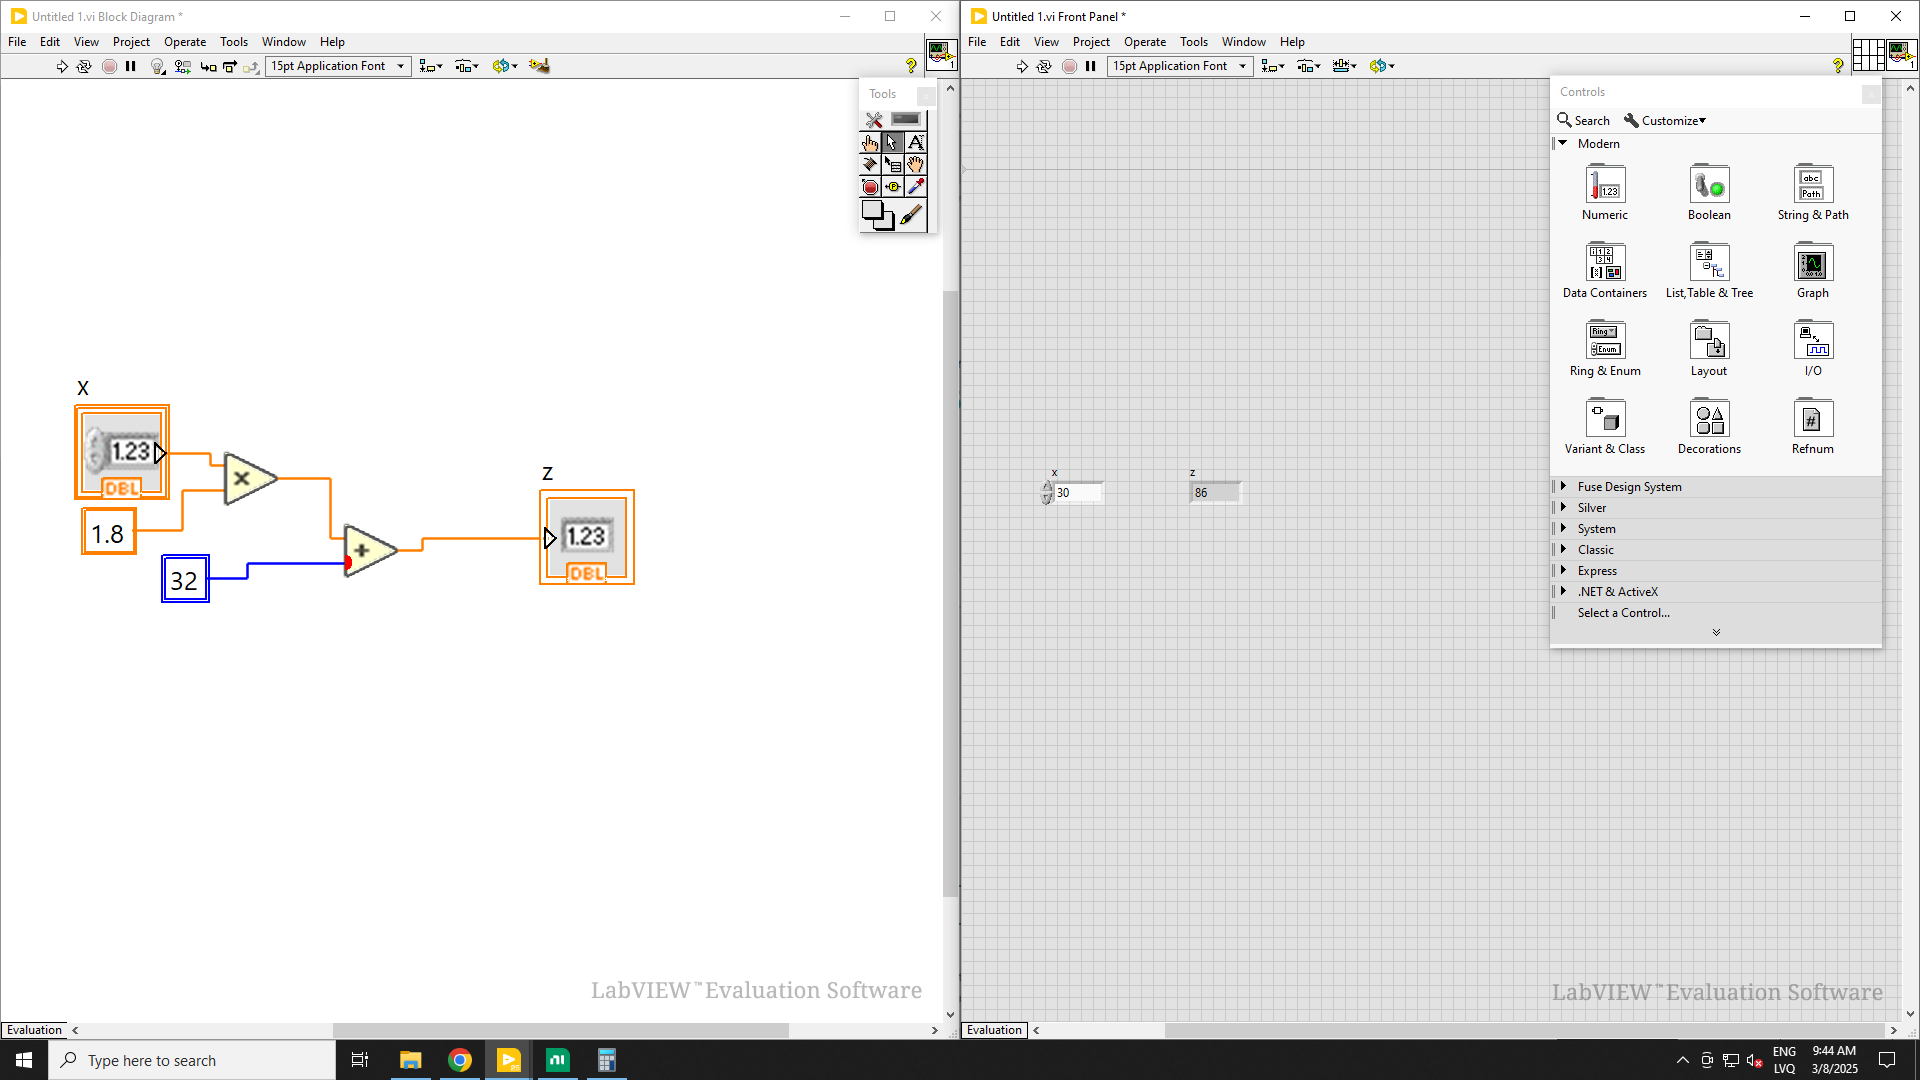 Untitled 1.vi Block Diagram *
File Edit View Project Operate Tools Window Help
15pt Application Font
Tools
X
1.23
DBL
1.8
32
Z
1.23
DBL
LabVIEW™ Evaluation Software
Evaluation
Untitled 1.vi Front Panel *
File Edit View Project Operate Tools Window Help
15pt Application Font
x
30
z
86
Controls
Search Customize
Modern
Numeric Boolean String & Path
Data Containers List,Table & Tree Graph
Ring & Enum Layout I/O
Variant & Class Decorations Refnum
Fuse Design System
Silver
System
Classic
Express
.NET & ActiveX
Select a Control...
LabVIEW™ Evaluation Software
Evaluation
Type here to search
ENG
LVQ
9:44 AM
3/8/2025